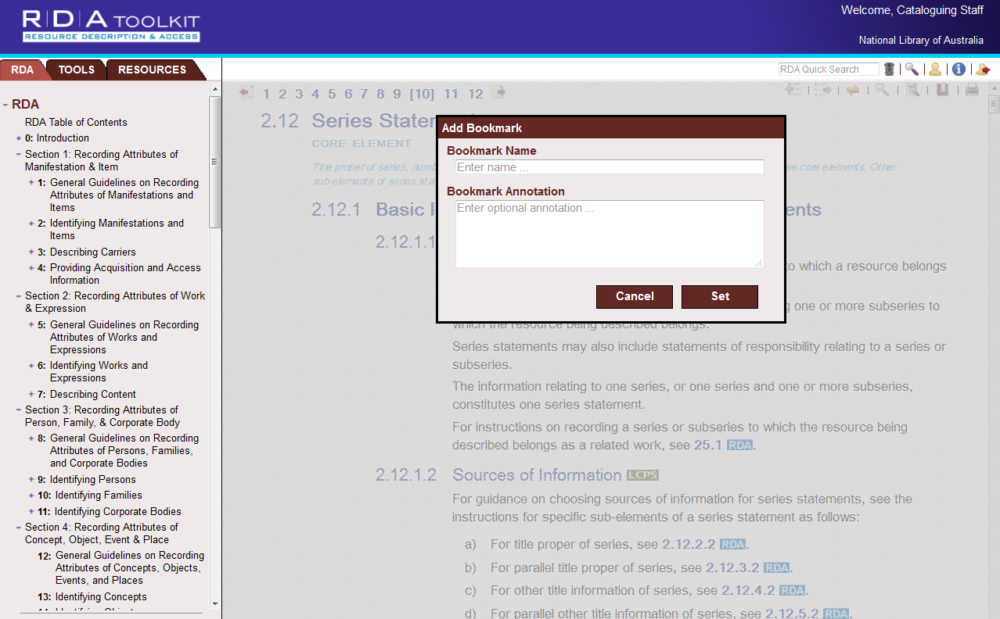 R|D|A TOOLKIT
RESOURCE DESCRIPTION & ACCESS
Welcome, Cataloguing Staff
National Library of Australia
RDA TOOLS RESOURCES
RDA Quick Search
RDA
RDA Table of Contents
0: Introduction
Section 1: Recording Attributes of
Manifestation & Item
1: General Guidelines on Recording
Attributes of Manifestations and
Items
2: Identifying Manifestations and
Items
3: Describing Carriers
4: Providing Acquisition and Access
Information
Section 2: Recording Attributes of Work
& Expression
5: General Guidelines on Recording
Attributes of Works and
Expressions
6: Identifying Works and
Expressions
7: Describing Content
Section 3: Recording Attributes of
Person, Family, & Corporate Body
8: General Guidelines on Recording
Attributes of Persons, Families,
and Corporate Bodies
9: Identifying Persons
10: Identifying Families
11: Identifying Corporate Bodies
Section 4: Recording Attributes of
Concept, Object, Event & Place
12: General Guidelines on Recording
Attributes of Concepts, Objects,
Events, and Places
13: Identifying Concepts
1 2 3 4 5 6 7 8 9 [10] 11 12
2.12 Series
CORE ELEMENT
Title proper of series, are core elements. Other
sub-elements of series
2.12.1 Basic
2.12.1.1
Add Bookmark
Bookmark Name
Enter name ...
Bookmark Annotation
Enter optional annotation ...
Cancel Set
to which a resource belongs
one or more subseries to
which the resource being described belongs.
Series statements may also include statements of responsibility relating to a series or
subseries.
The information relating to one series, or one series and one or more subseries,
constitutes one series statement.
For instructions on recording a series or subseries to which the resource being
described belongs as a related work, see 25.1 RDA.
2.12.1.2 Sources of Information LCPS
For guidance on choosing sources of information for series statements, see the
instructions for specific sub-elements of a series statement as follows:
a) For title proper of series, see 2.12.2.2 RDA.
b) For parallel title proper of series, see 2.12.3.2 RDA.
c) For other title information of series, see 2.12.4.2 RDA.
d) For parallel other title information of series, see 2.12.5.2 RDA.